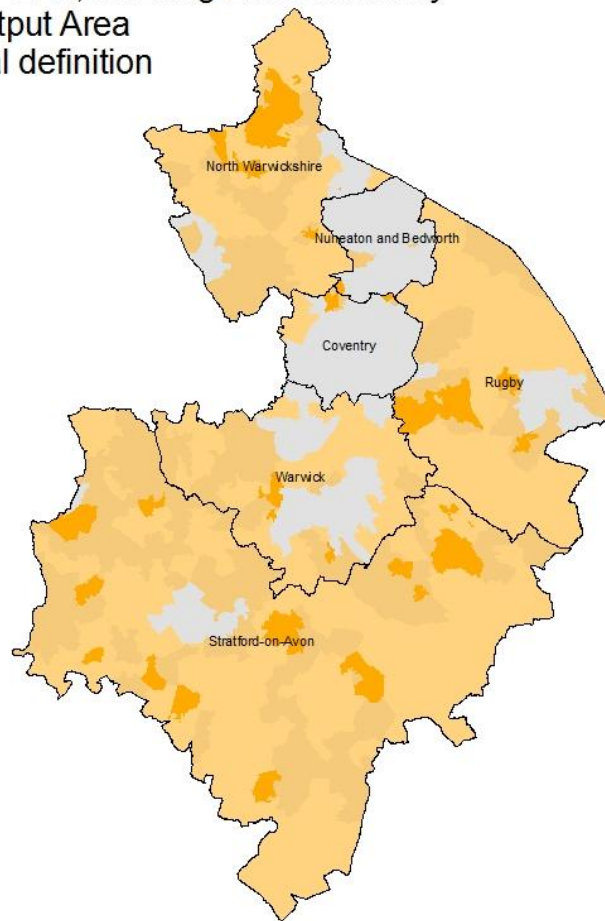 tput Area
l definition
North Warwickshire
Nuneaton and Bedworth
Coventry
Rugby
Warwick
Stratford-on-Avon